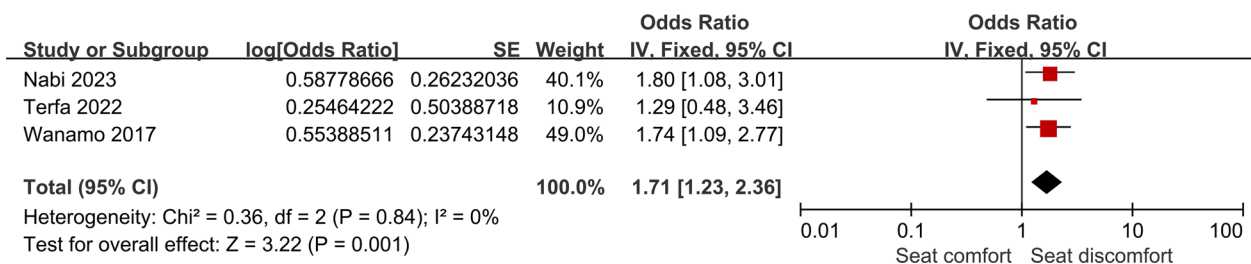 Odds Ratio Odds Ratio
Study or Subgroup log[Odds Ratio] SE Weight IV, Fixed, 95% CI IV, Fixed, 95% CI
Nabi 2023 0.58778666 0.26232036 40.1% 1.80 [1.08, 3.01]
Terfa 2022 0.25464222 0.50388718 10.9% 1.29 [0.48, 3.46]
Wanamo 2017 0.55388511 0.23743148 49.0% 1.74 [1.09, 2.77]
Total (95% CI) 100.0% 1.71 [1.23, 2.36]
Heterogeneity: Chi² = 0.36, df = 2 (P = 0.84); I² = 0%
Test for overall effect: Z = 3.22 (P = 0.001)
0.01 0.1 1 10 100
Seat comfort Seat discomfort